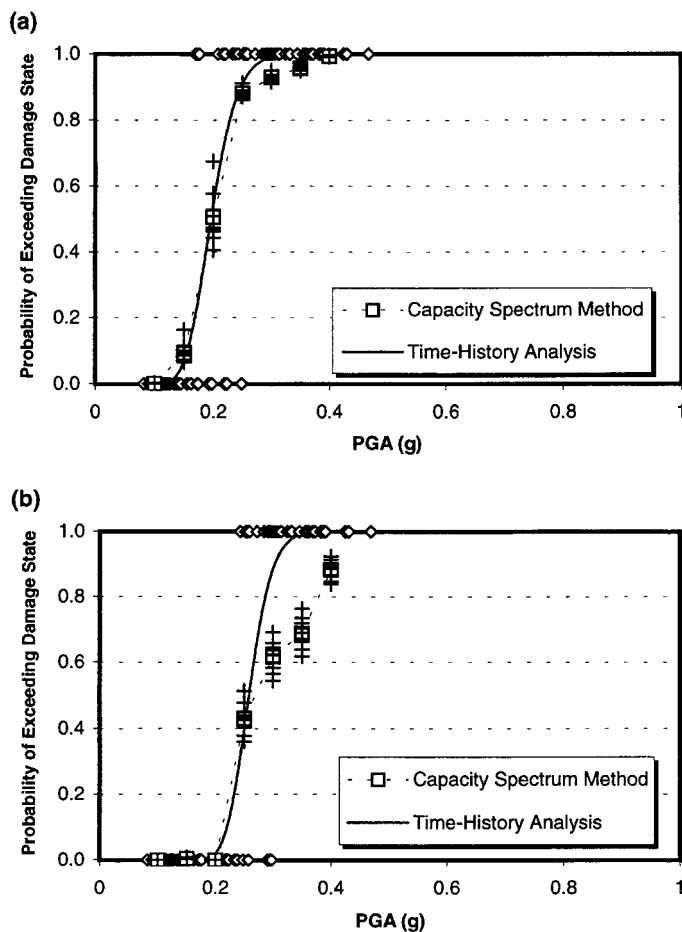 (a)
1.0
0.8
0.6
0.4
0.2
0.0
Probability of Exceeding Damage State
Capacity Spectrum Method
Time-History Analysis
0 0.2 0.4 0.6 0.8 1
PGA (g)
(b)
1.0
0.8
0.6
0.4
0.2
0.0
Probability of Exceeding Damage State
Capacity Spectrum Method
Time-History Analysis
0 0.2 0.4 0.6 0.8 1
PGA (g)